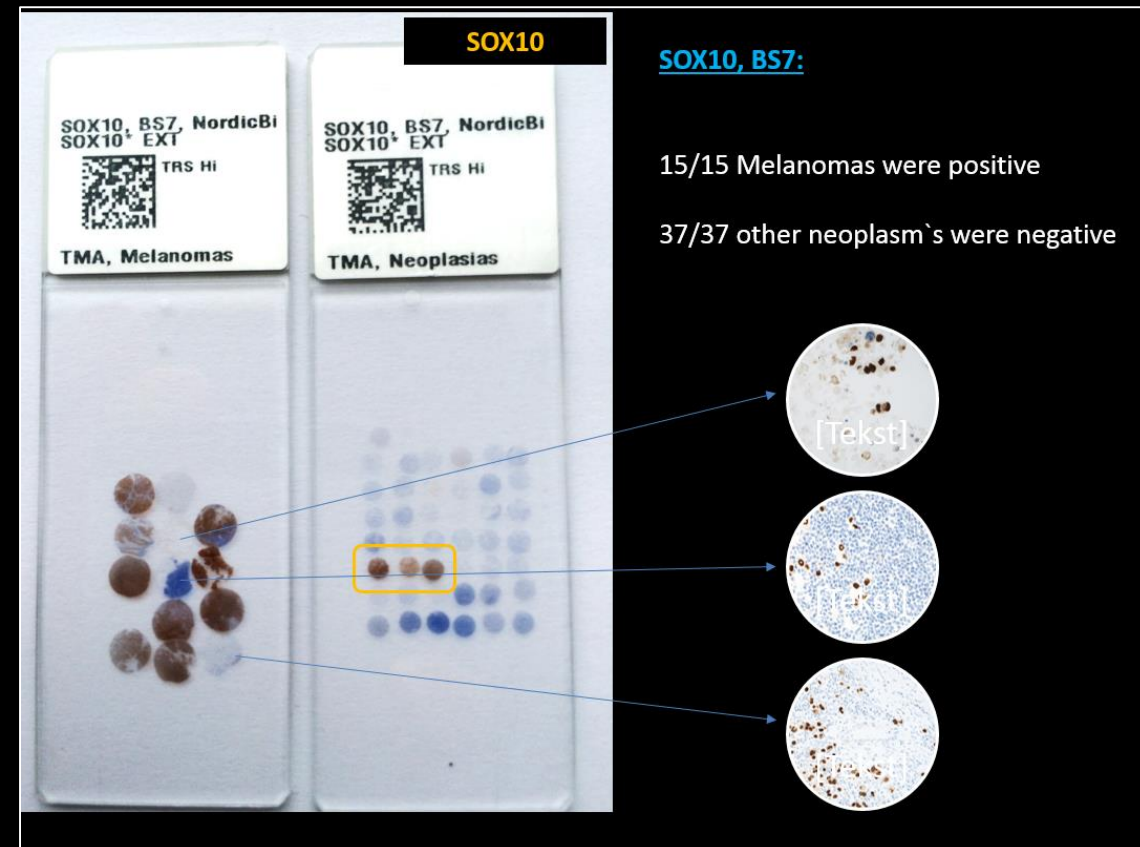 SOX10
SOX10, BS7, NordicBi
SOX10* EXT
TRS Hi
TMA, Melanomas
SOX10, BS7, NordicBi
SOX10* EXT
TRS Hi
TMA, Neoplasias
SOX10, BS7:
15/15 Melanomas were positive
37/37 other neoplasm`s were negative
[Tekst]
[Tekst]
[Tekst]